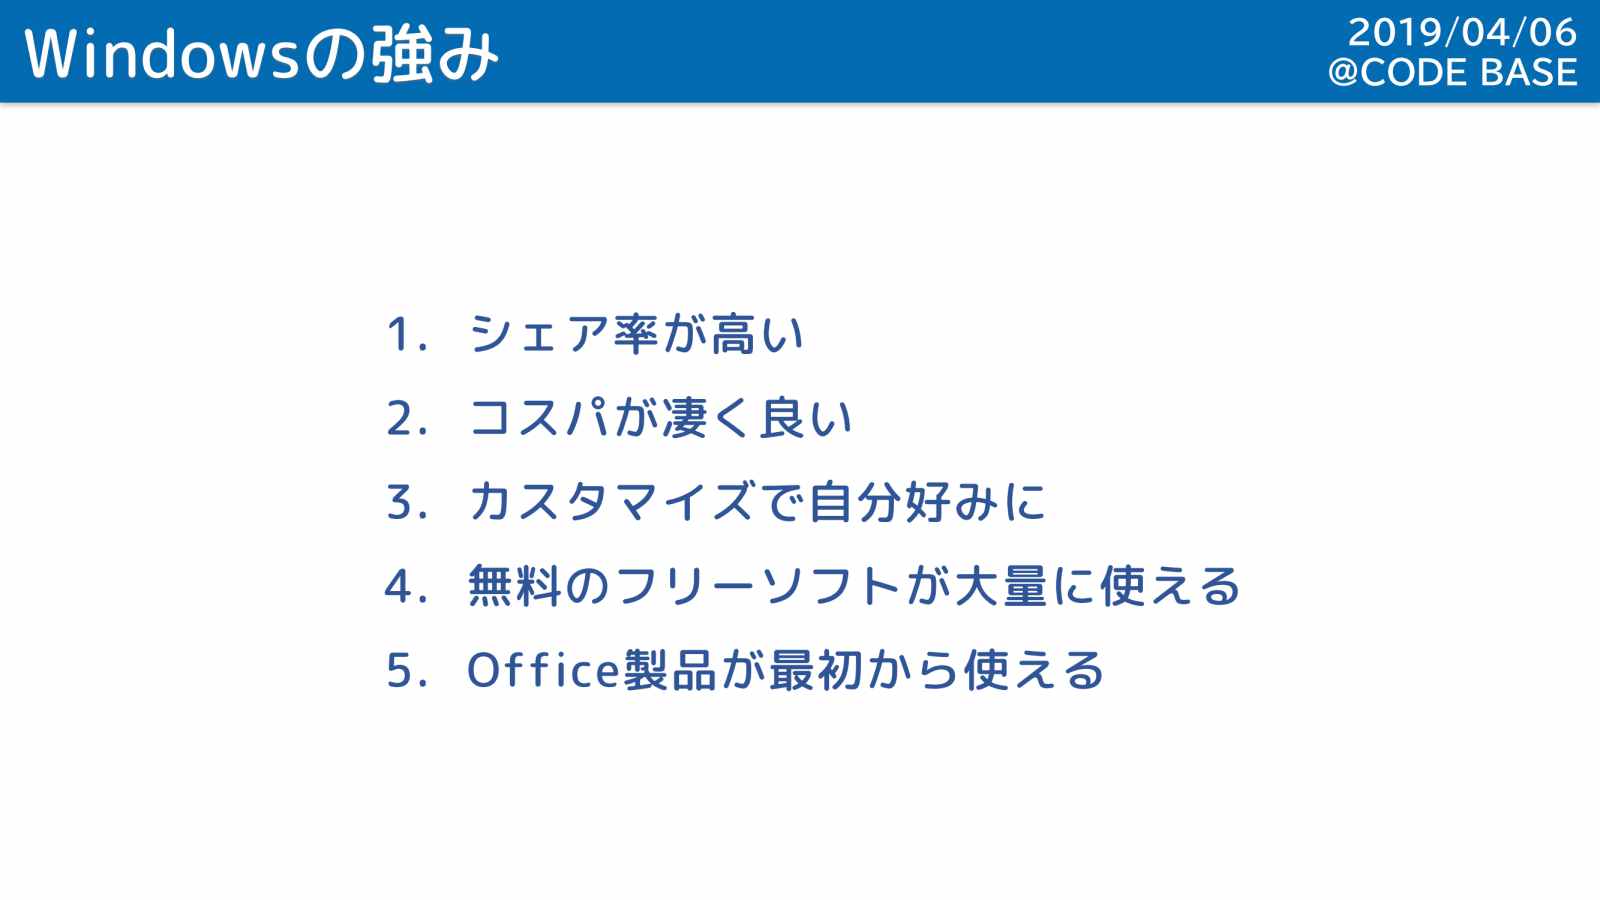 Windowsの強み
2019/04/06
@CODE BASE
1. シェア率が高い
2. コスパが凄く良い
3. カスタマイズで自分好みに
4. 無料のフリーソフトが大量に使える
5. Office製品が最初から使える